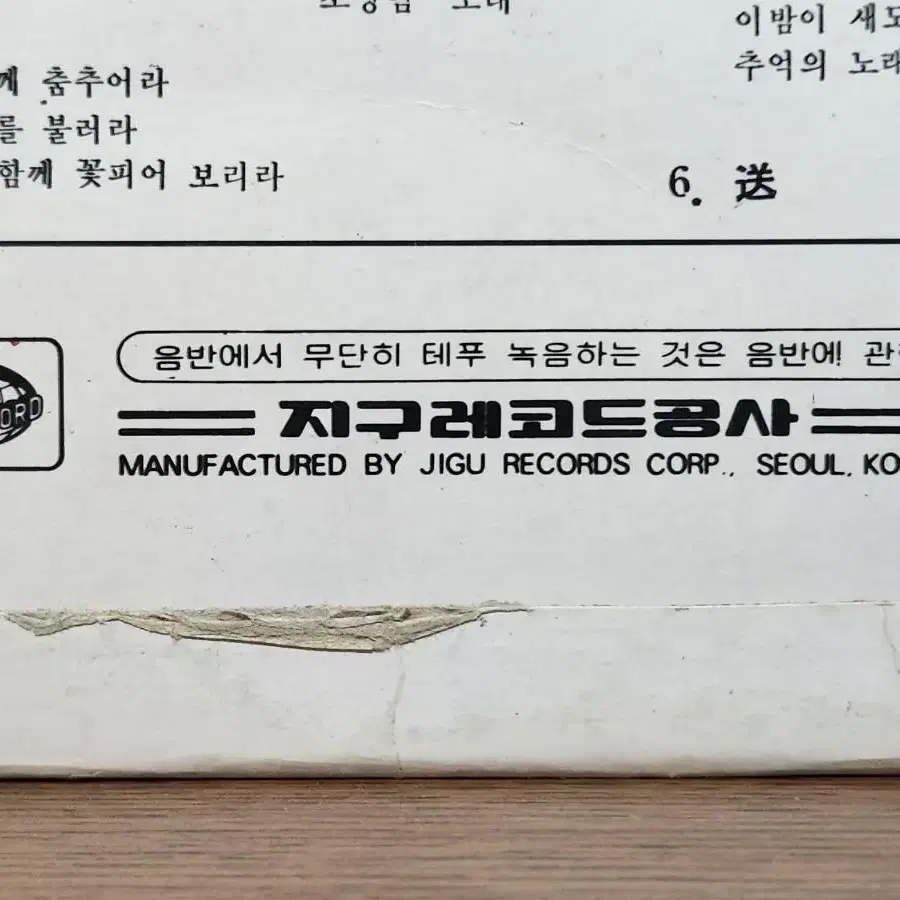 노래
이밤이 새도
추억의 노래
께 춤추어라
를 불러라
함께 꽃피어 보리라
6. 送
ORD
음반에서 무단히 테푸 녹음하는 것은 음반에 관
지구레코드공사
MANUFACTURED BY JIGU RECORDS CORP., SEOUL, KO